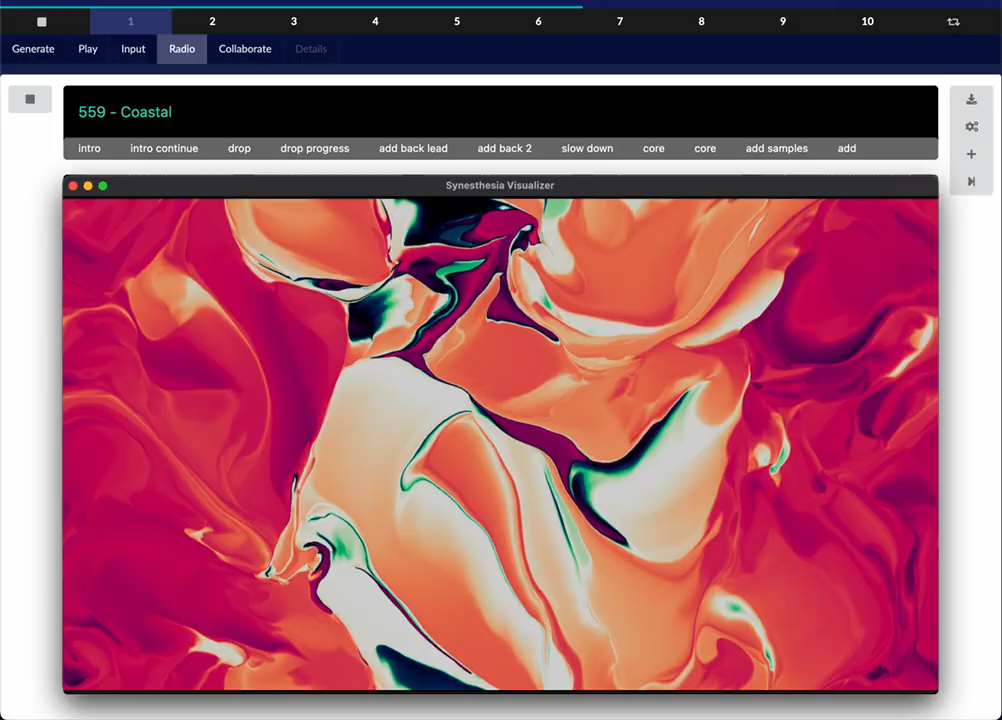 1 2 3 4 5 6 7 8 9 10
Generate Play Input Radio Collaborate Details
559 - Coastal
intro intro continue drop drop progress add back lead add back 2 slow down core core add samples add
Synesthesia Visualizer